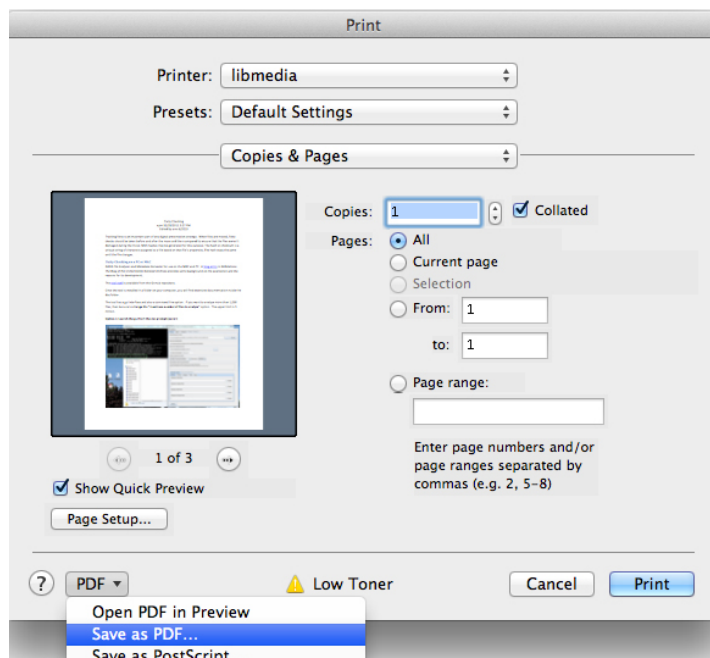 Print
Printer: libmedia
Presets: Default Settings
Copies & Pages
Copies: 1 Collated
Pages: All
Current page
Selection
From: 1
to: 1
Page range:
Enter page numbers and/or
page ranges separated by
commas (e.g. 2, 5-8)
1 of 3
Show Quick Preview
Page Setup...
? PDF Low Toner Cancel Print
Open PDF in Preview
Save as PDF...
Save as PostScript